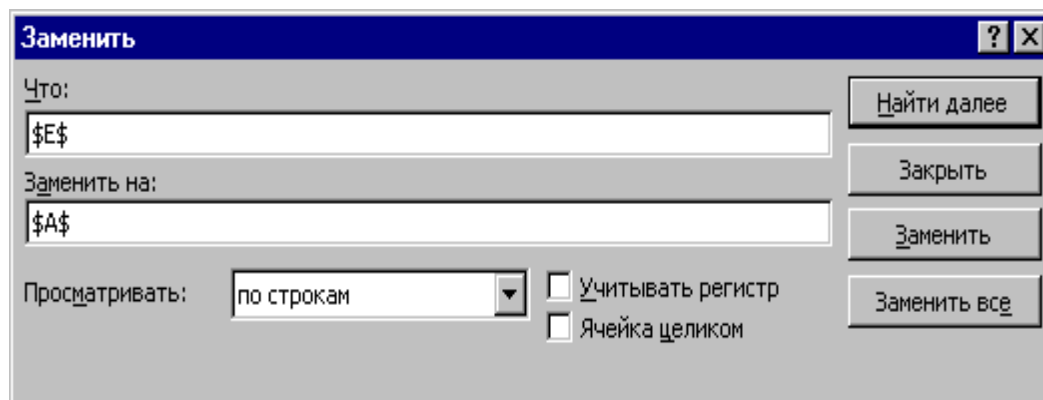 Заменить
Что:
$E$
Заменить на:
$A$
Просматривать:
по строкам
Учитывать регистр
Ячейка целиком
Найти далее
Закрыть
Заменить
Заменить все